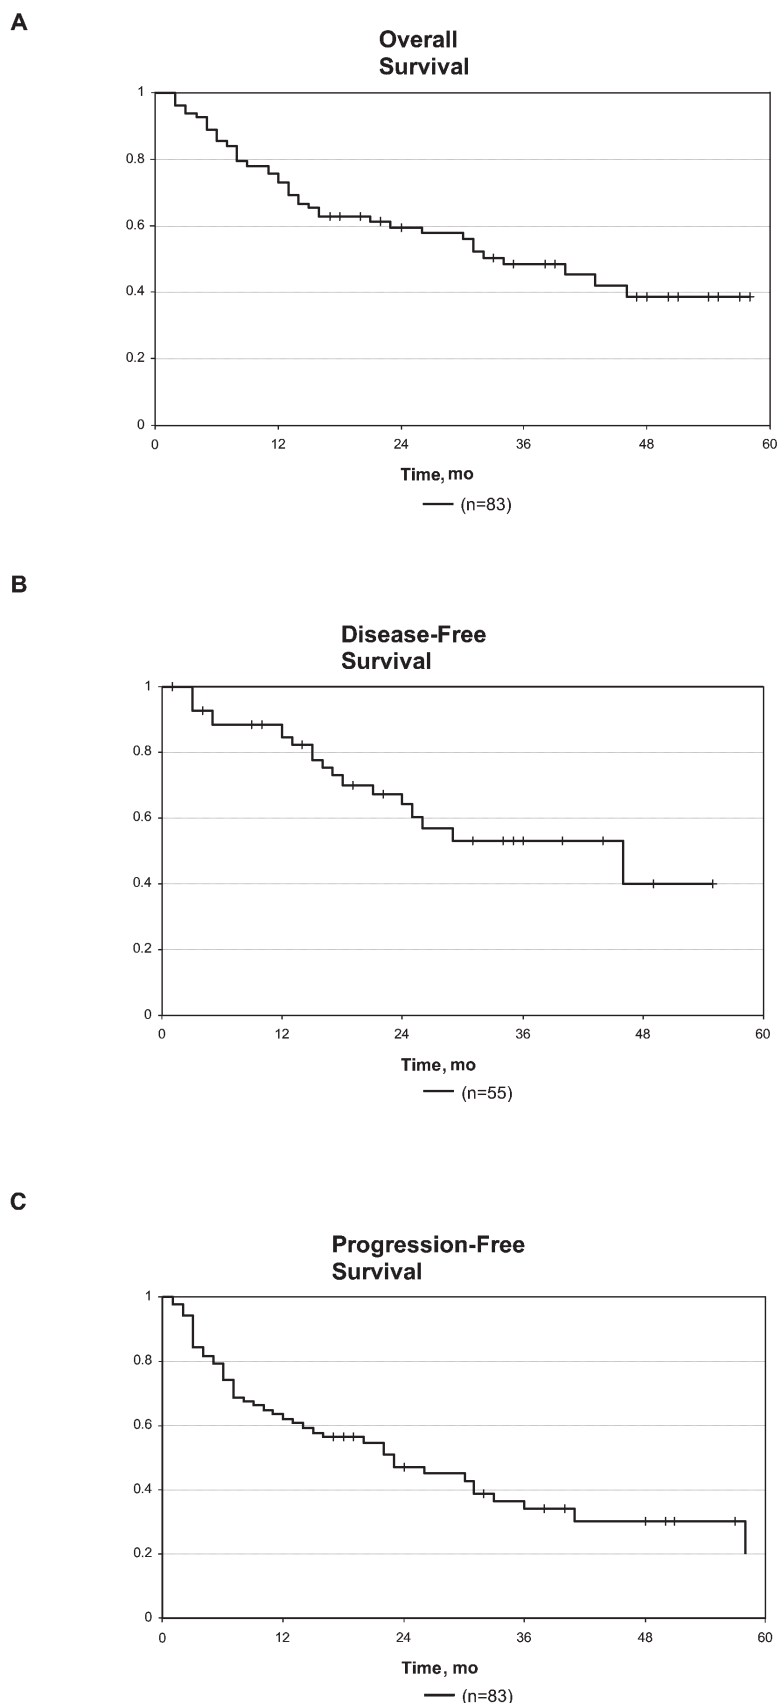 A
Overall
Survival
1
0.8
0.6
0.4
0.2
0
0 12 24 36 48 60
Time, mo
(n=83)
B
Disease-Free
Survival
1
0.8
0.6
0.4
0.2
0
0 12 24 36 48 60
Time, mo
(n=55)
C
Progression-Free
Survival
1
0.8
0.6
0.4
0.2
0
0 12 24 36 48 60
Time, mo
(n=83)